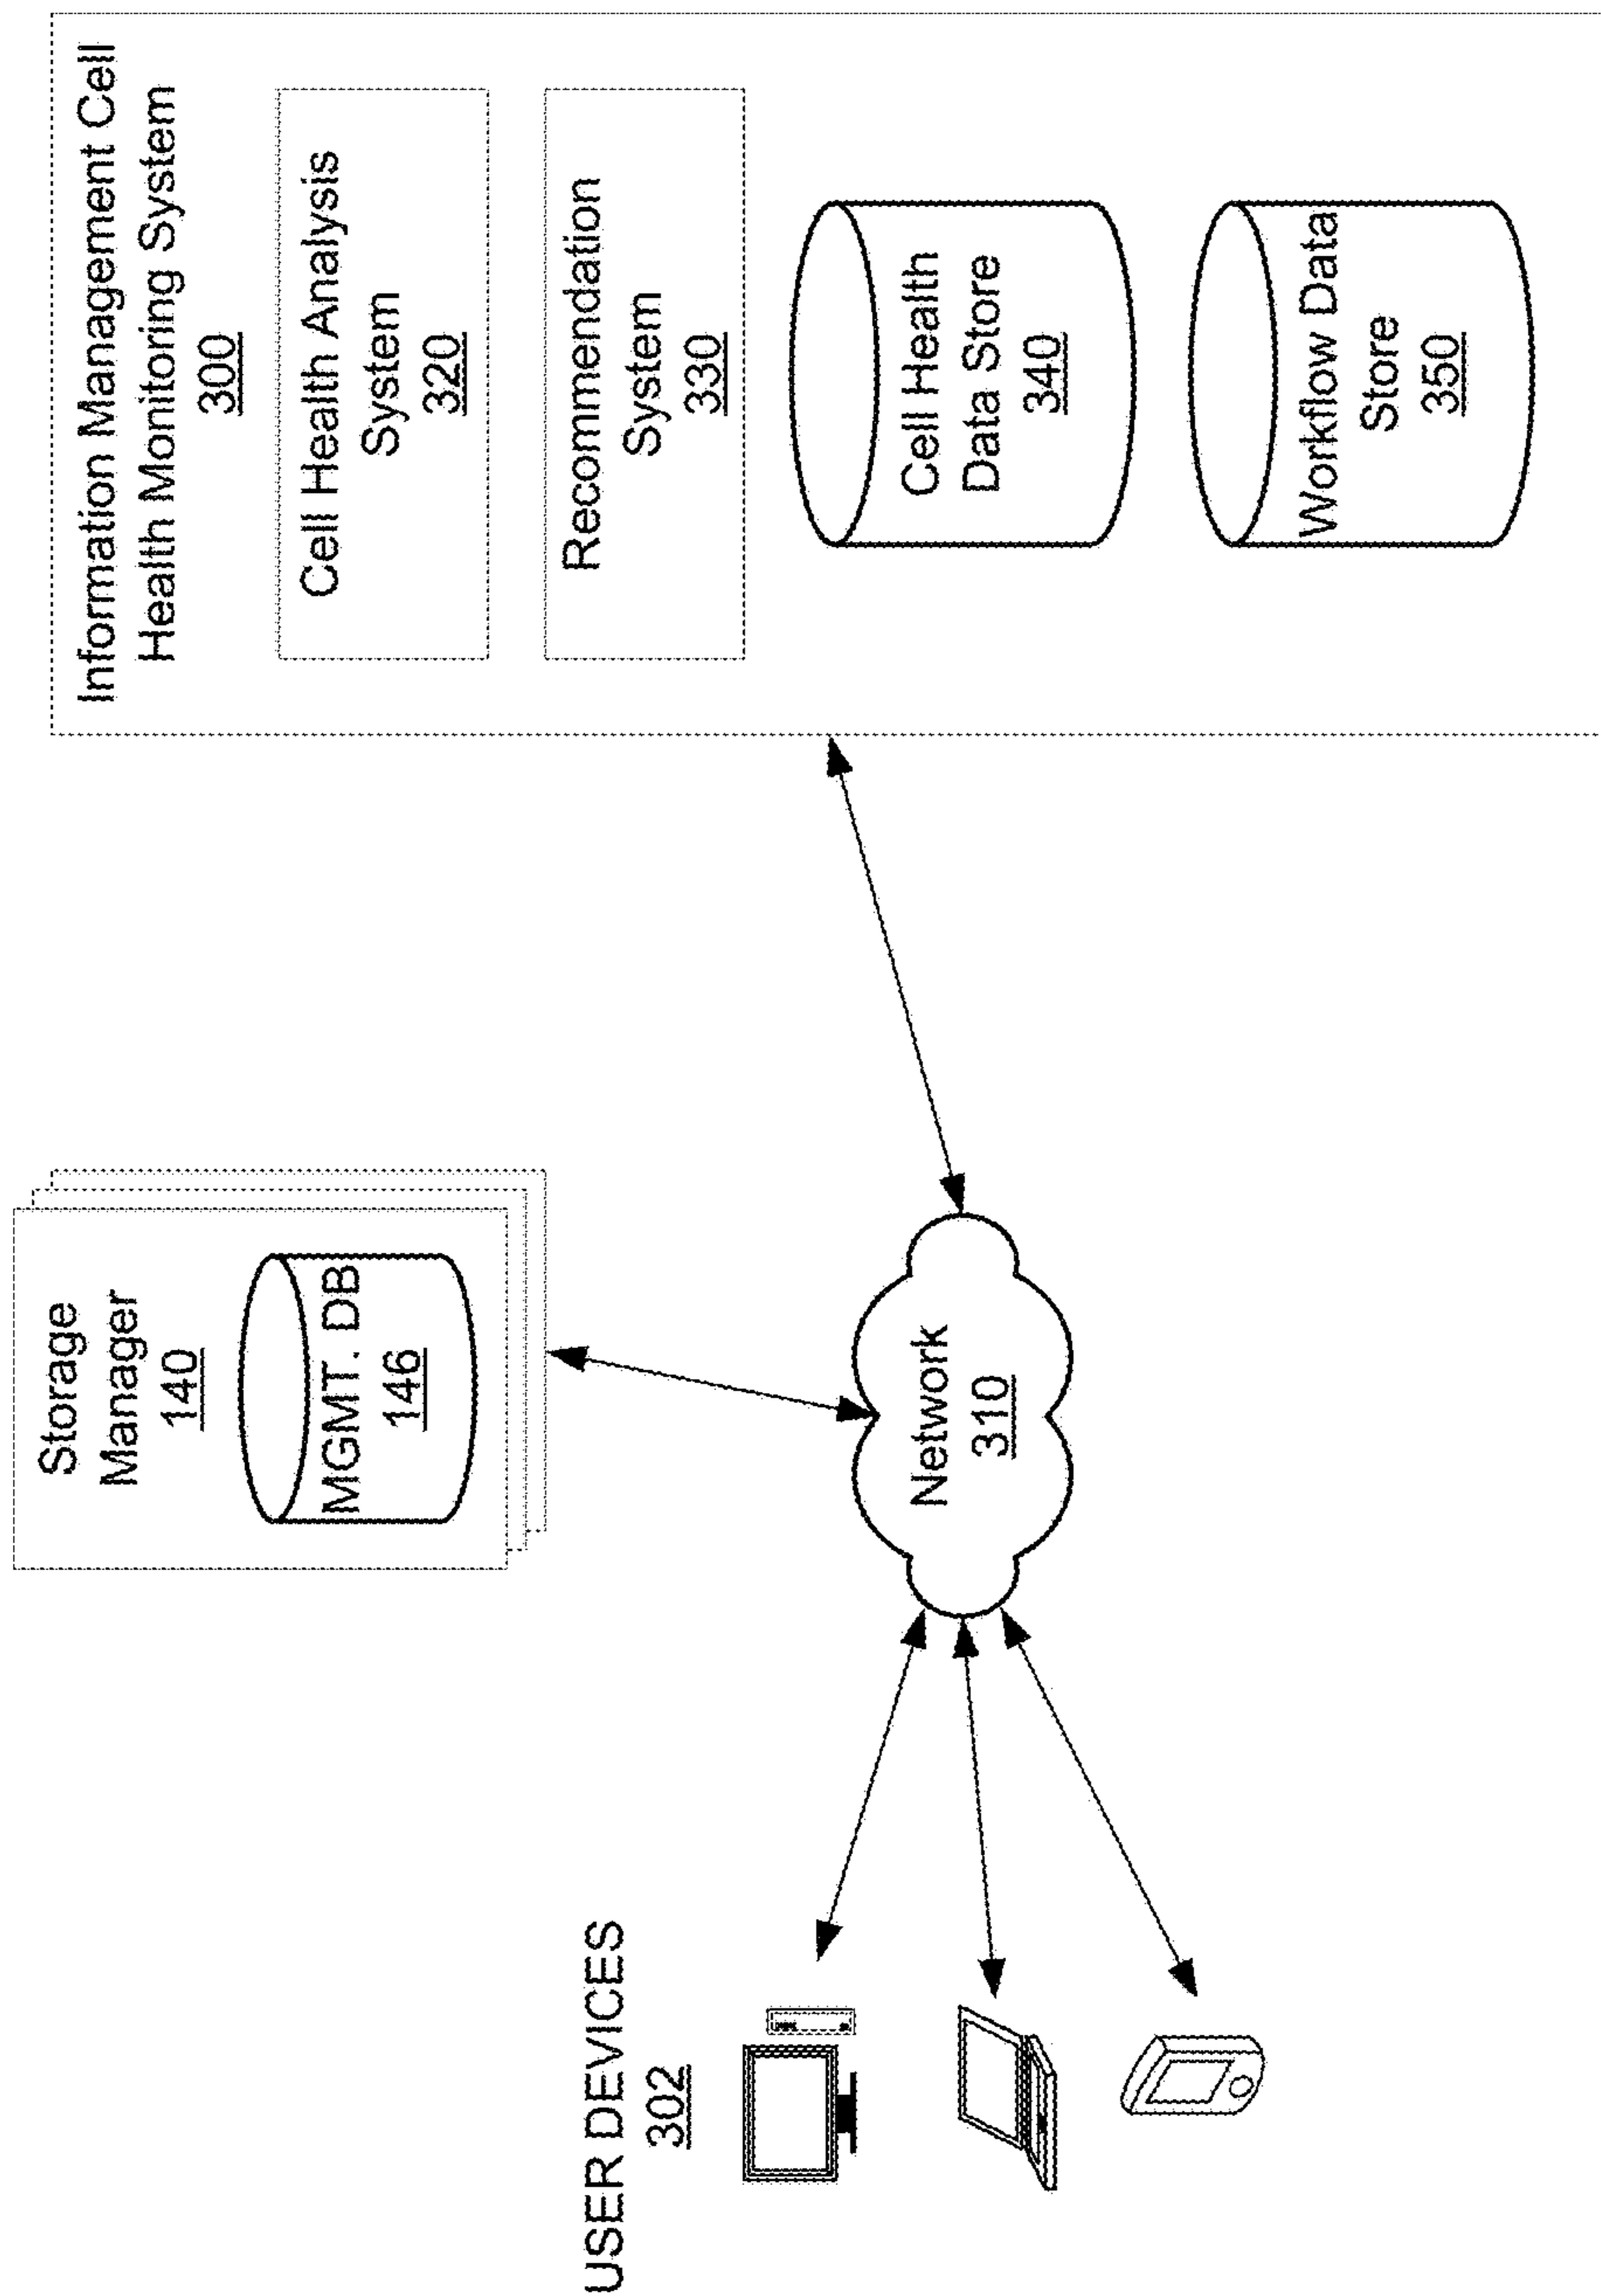 Storage
Manager
140
MGMT. DB
146
USER DEVICES
302
Network
310
Information Management Cell
Health Monitoring System
300
Cell Health Analysis
System
320
Recommendation
System
330
Cell Health
Data Store
340
Workflow Data
Store
350